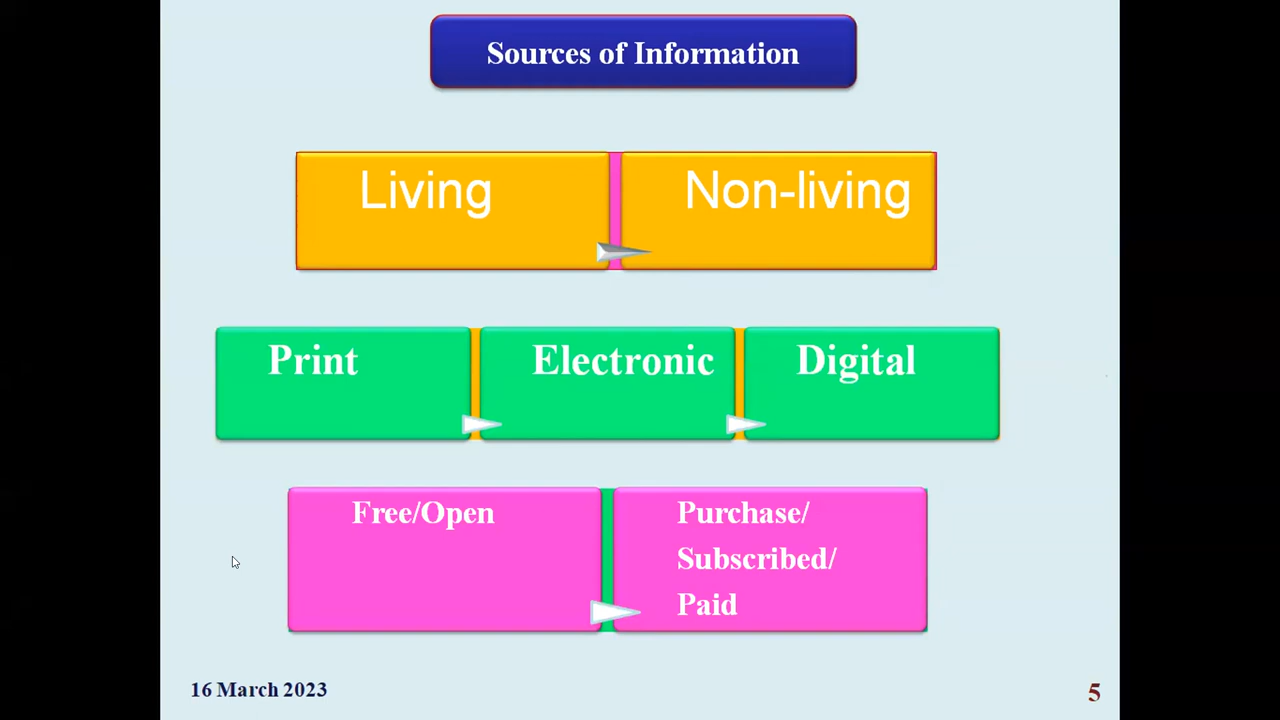 Sources of Information
Living
Non-living
Print
Electronic
Digital
Free/Open
Purchase/
Subscribed/
Paid
16 March 2023
5